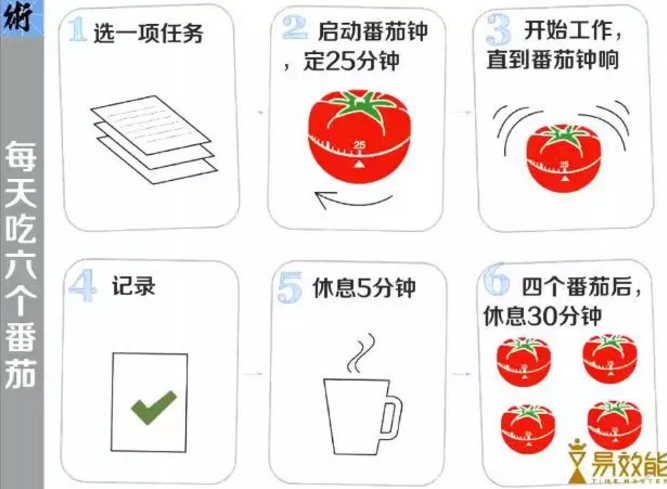 術
每天吃六个番茄
1 选一项任务
2 启动番茄钟
，定25分钟
25
3 开始工作，
直到番茄钟响
25
4 记录
5 休息5分钟
6 四个番茄后，
休息30分钟
易效能
TIME MASTER